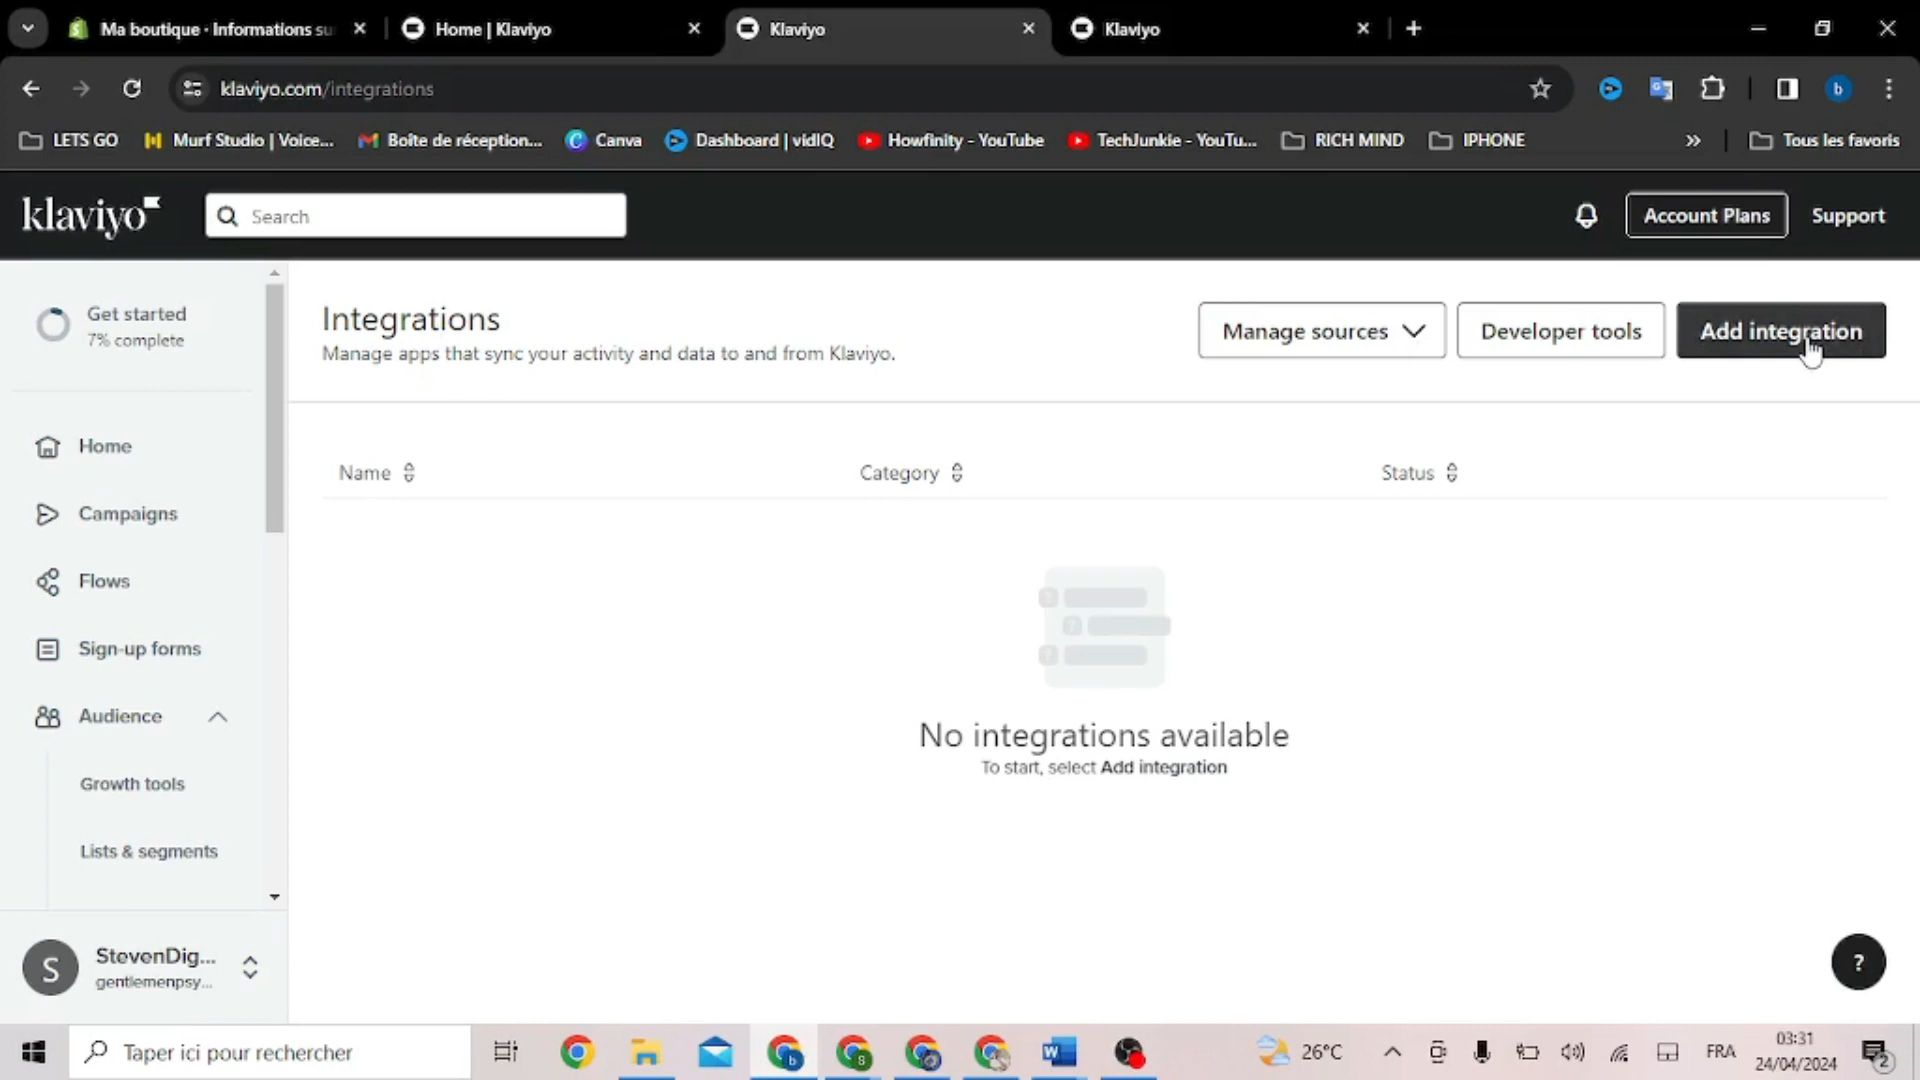 Ma boutique · Informations su
Home | Klaviyo
Klaviyo
Klaviyo
klaviyo.com/integrations
b
LETS GO
Murf Studio | Voice...
Boîte de réception...
Canva
Dashboard | vidIQ
Howfinity - YouTube
TechJunkie - YouTu...
RICH MIND
IPHONE
»
Tous les favoris
klaviyo
Search
Account Plans
Support
Get started
7% complete
Integrations
Manage apps that sync your activity and data to and from Klaviyo.
Manage sources
Developer tools
Add integration
Home
Campaigns
Flows
Sign-up forms
Audience
Growth tools
Lists & segments
Name
Category
Status
No integrations available
To start, select Add integration
S
StevenDig...
gentlemenpsy...
?
Taper ici pour rechercher
26°C
FRA
03:31
24/04/2024
2